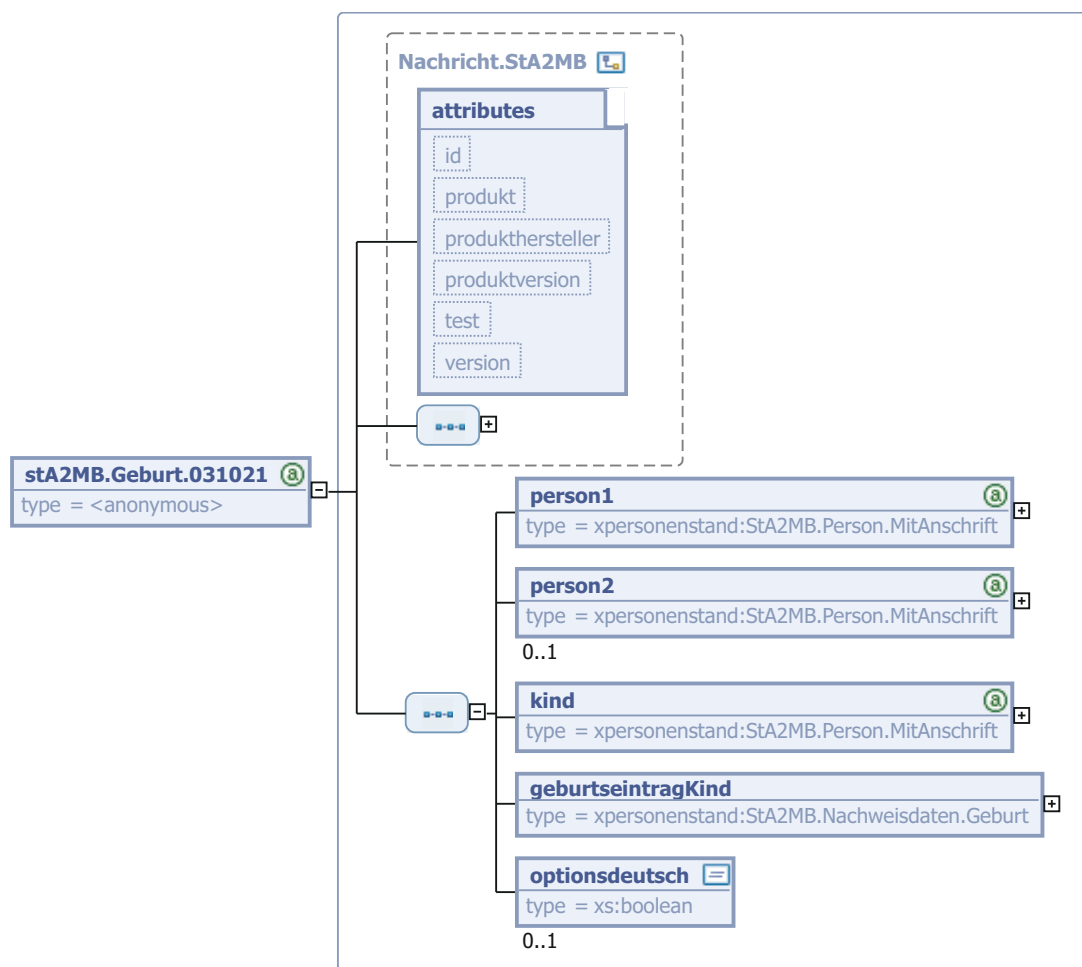 Nachricht.StA2MB
attributes
id
produkt
produkthersteller
produktversion
test
version
stA2MB.Geburt.031021
type = <anonymous>
person1
type = xpersonenstand:StA2MB.Person.MitAnschrift
person2
type = xpersonenstand:StA2MB.Person.MitAnschrift
0..1
kind
type = xpersonenstand:StA2MB.Person.MitAnschrift
geburtseintragKind
type = xpersonenstand:StA2MB.Nachweisdaten.Geburt
optionsdeutsch
type = xs:boolean
0..1